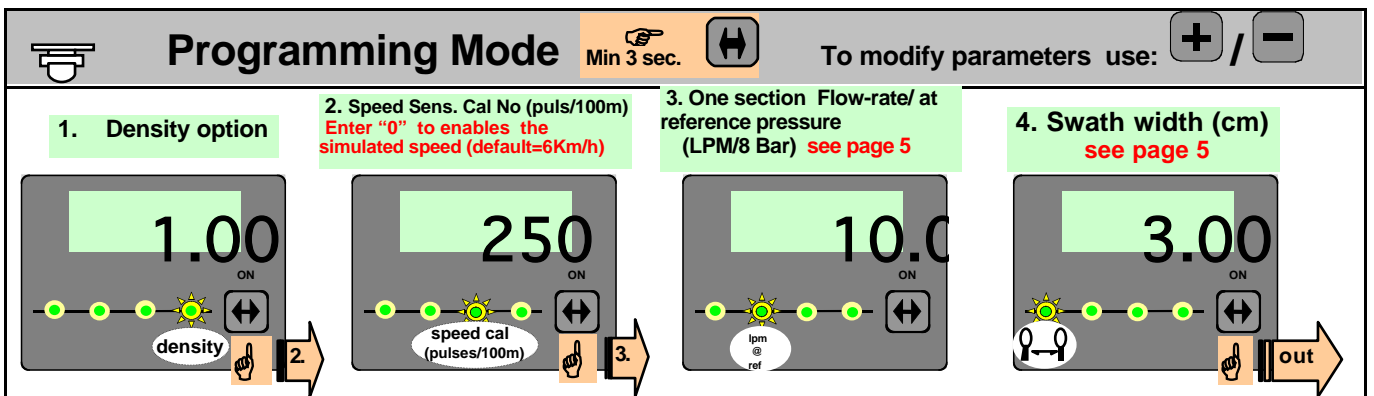 Programming Mode
Min 3 sec.
To modify parameters use: + / −
1. Density option
2. Speed Sens. Cal No (puls/100m)
Enter “0” to enables the
simulated speed (default=6Km/h)
3. One section Flow-rate/ at
reference pressure
(LPM/8 Bar) see page 5
4. Swath width (cm)
see page 5
1.00
ON
density
2.
250
ON
speed cal
(pulses/100m)
3.
10.0
ON
lpm
@
ref
3.00
ON
out